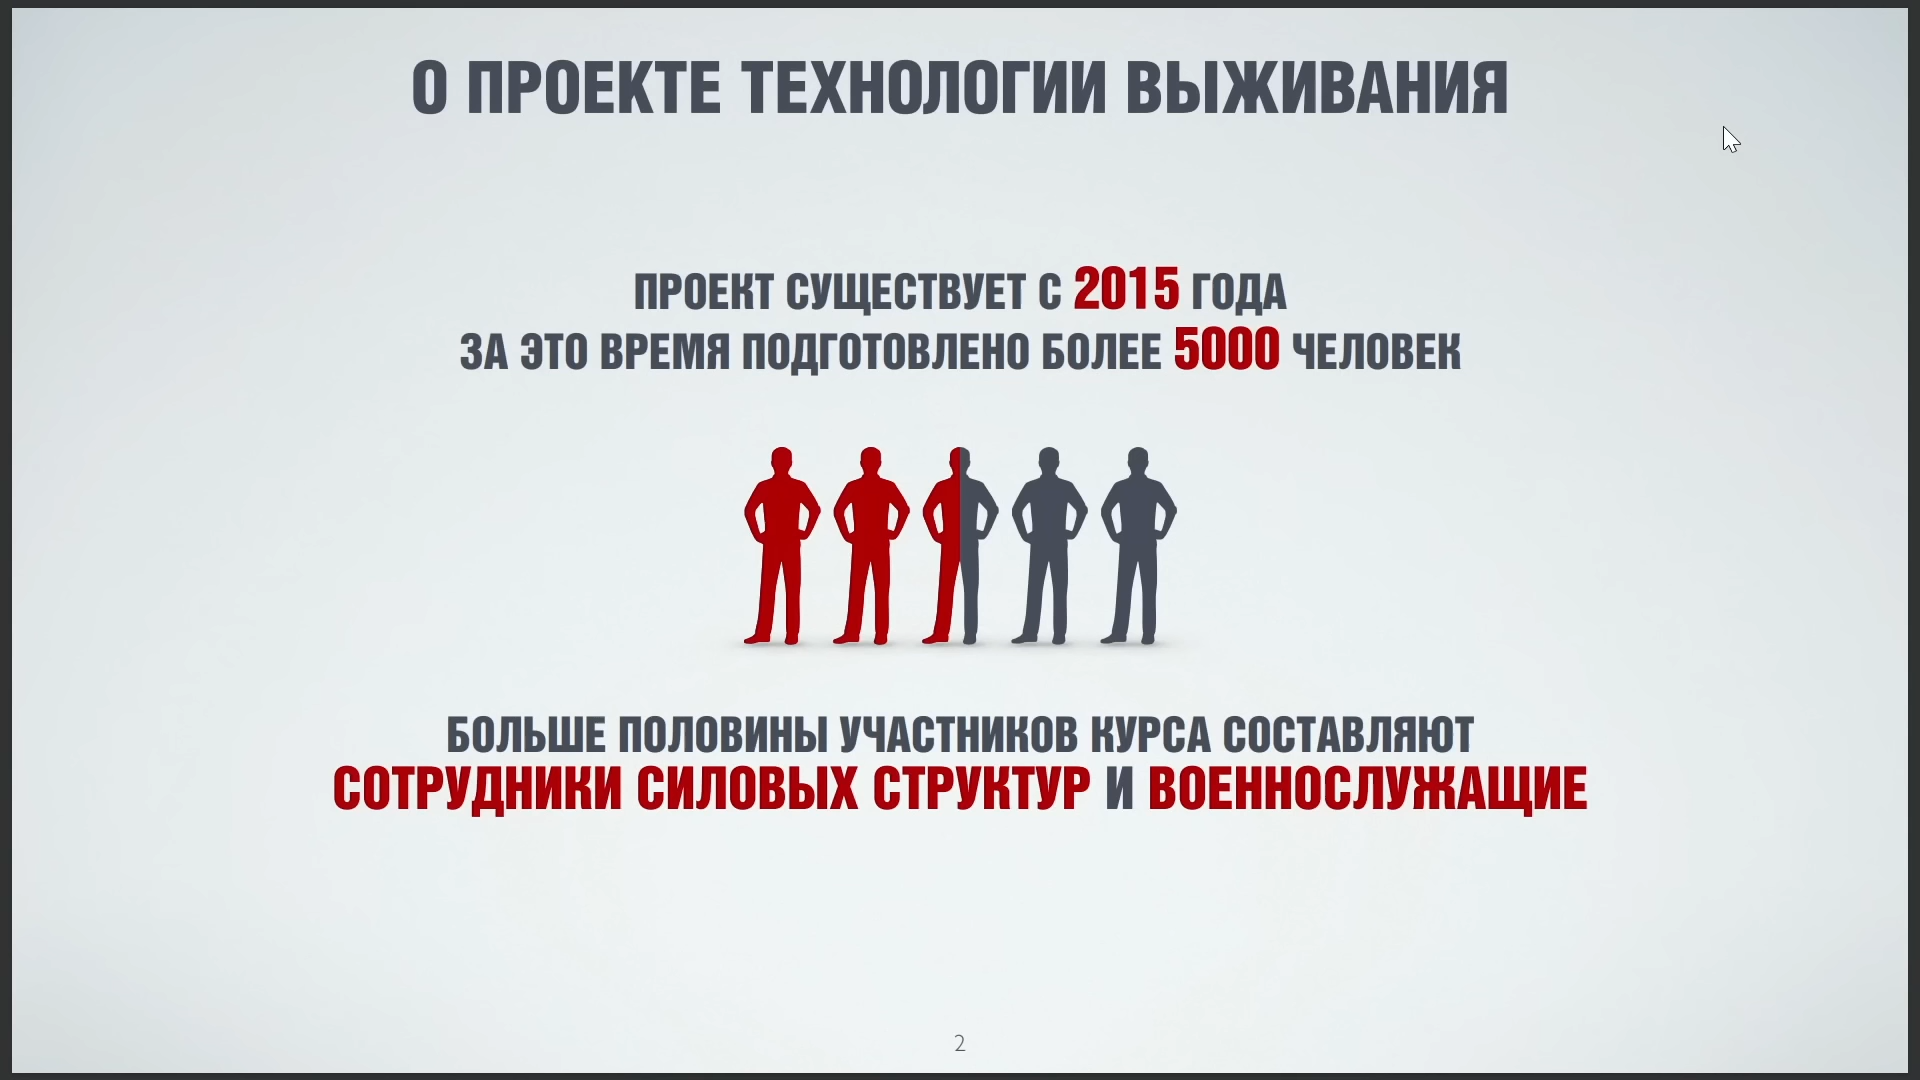 О ПРОЕКТЕ ТЕХНОЛОГИИ ВЫЖИВАНИЯ
ПРОЕКТ СУЩЕСТВУЕТ С 2015 ГОДА
ЗА ЭТО ВРЕМЯ ПОДГОТОВЛЕНО БОЛЕЕ 5000 ЧЕЛОВЕК
БОЛЬШЕ ПОЛОВИНЫ УЧАСТНИКОВ КУРСА СОСТАВЛЯЮТ
СОТРУДНИКИ СИЛОВЫХ СТРУКТУР И ВОЕННОСЛУЖАЩИЕ
2